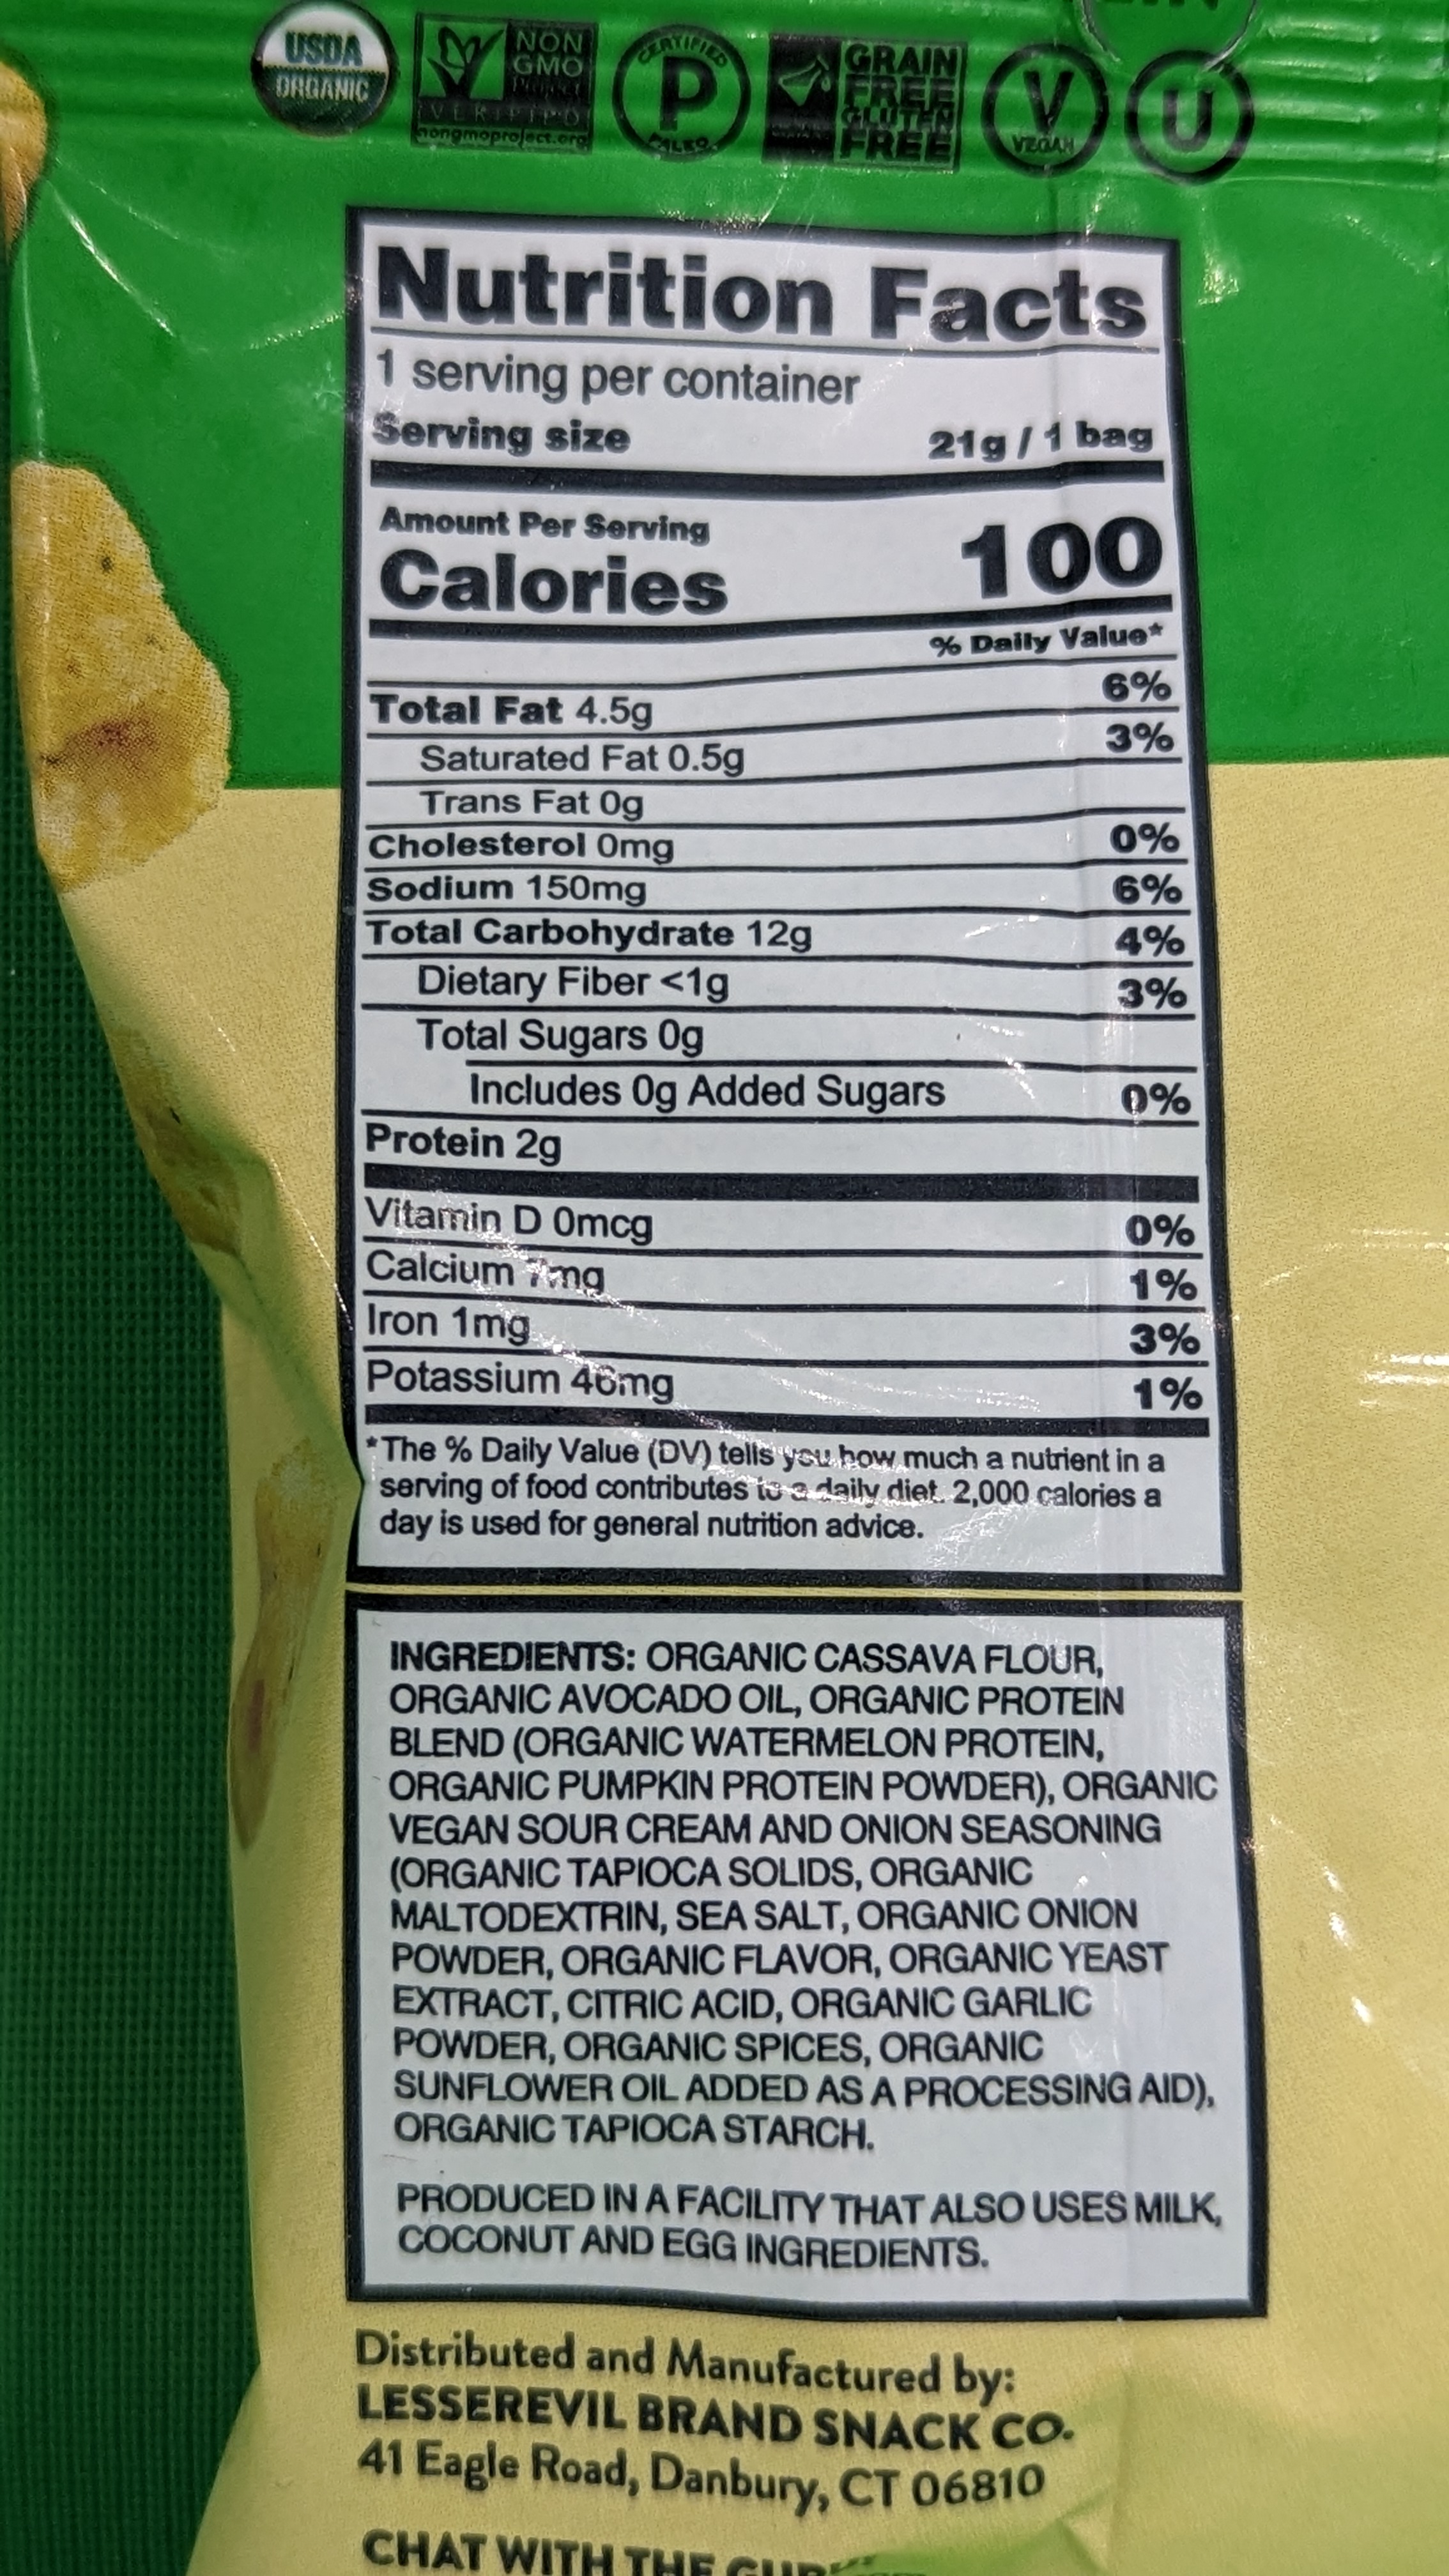 USDA
ORGANIC
NON
GMO
VERIFIED
nongmoproject.org
CERTIFIED
P
PALEO
GRAIN
FREE
GLUTEN
FREE
V
VEGAN
U
Nutrition Facts
1 serving per container
Serving size 21g / 1 bag
Amount Per Serving
Calories 100
% Daily Value*
Total Fat 4.5g 6%
Saturated Fat 0.5g 3%
Trans Fat 0g
Cholesterol 0mg 0%
Sodium 150mg 6%
Total Carbohydrate 12g 4%
Dietary Fiber <1g 3%
Total Sugars 0g
Includes 0g Added Sugars 0%
Protein 2g
Vitamin D 0mcg 0%
Calcium 7mg 1%
Iron 1mg 3%
Potassium 46mg 1%
*The % Daily Value (DV) tells you how much a nutrient in a
serving of food contributes to a daily diet. 2,000 calories a
day is used for general nutrition advice.
INGREDIENTS: ORGANIC CASSAVA FLOUR,
ORGANIC AVOCADO OIL, ORGANIC PROTEIN
BLEND (ORGANIC WATERMELON PROTEIN,
ORGANIC PUMPKIN PROTEIN POWDER), ORGANIC
VEGAN SOUR CREAM AND ONION SEASONING
(ORGANIC TAPIOCA SOLIDS, ORGANIC
MALTODEXTRIN, SEA SALT, ORGANIC ONION
POWDER, ORGANIC FLAVOR, ORGANIC YEAST
EXTRACT, CITRIC ACID, ORGANIC GARLIC
POWDER, ORGANIC SPICES, ORGANIC
SUNFLOWER OIL ADDED AS A PROCESSING AID),
ORGANIC TAPIOCA STARCH.
PRODUCED IN A FACILITY THAT ALSO USES MILK,
COCONUT AND EGG INGREDIENTS.
Distributed and Manufactured by:
LESSEREVIL BRAND SNACK CO.
41 Eagle Road, Danbury, CT 06810
CHAT WITH THE